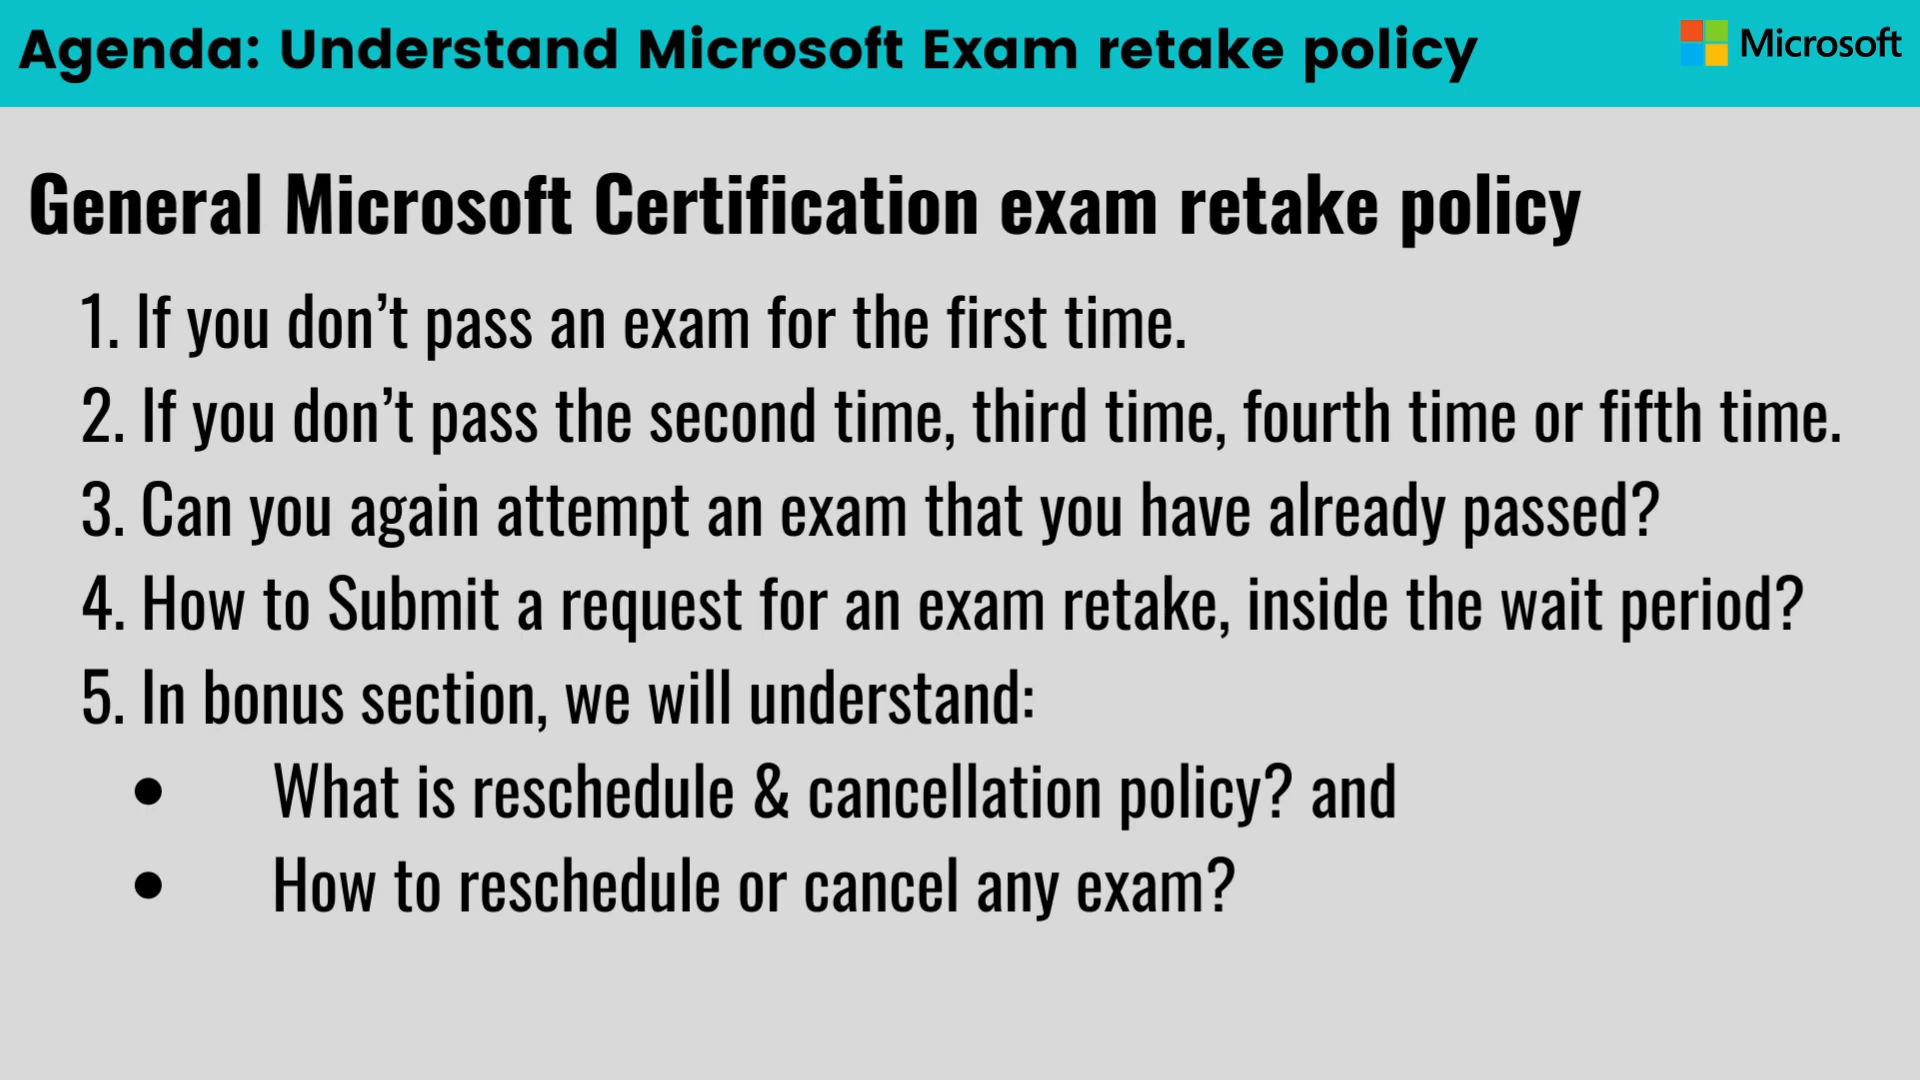 Agenda: Understand Microsoft Exam retake policy
Microsoft
General Microsoft Certification exam retake policy
1. If you don’t pass an exam for the first time.
2. If you don’t pass the second time, third time, fourth time or fifth time.
3. Can you again attempt an exam that you have already passed?
4. How to Submit a request for an exam retake, inside the wait period?
5. In bonus section, we will understand:
● What is reschedule & cancellation policy? and
● How to reschedule or cancel any exam?